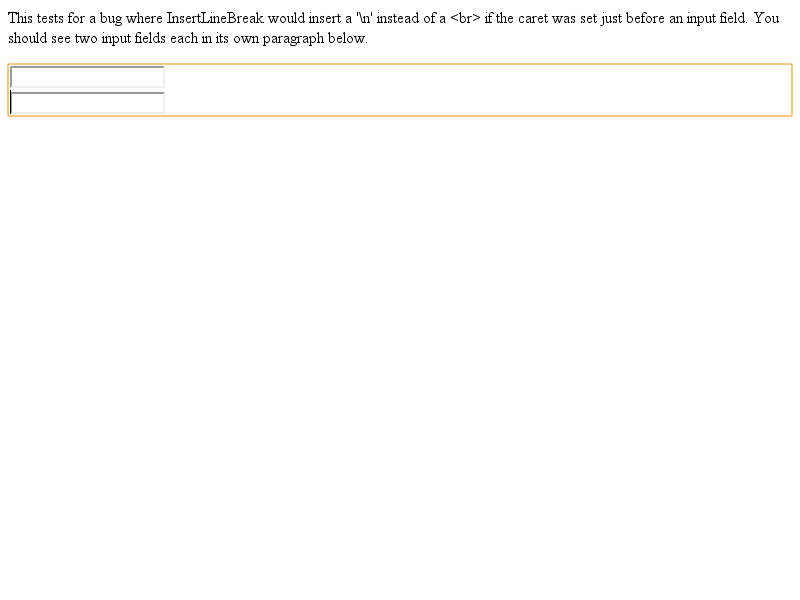 This tests for a bug where InsertLineBreak would insert a '\n' instead of a <br> if the caret was set just before an input field.  You
should see two input fields each in its own paragraph below.